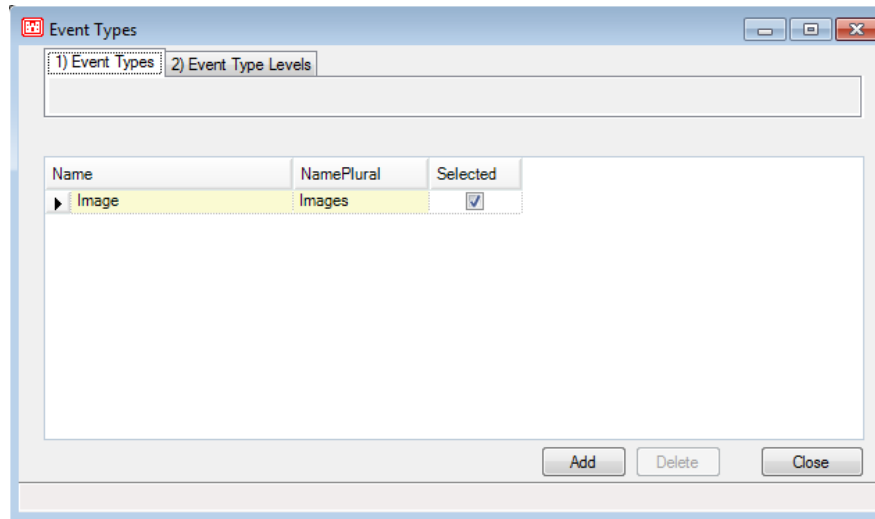 Event Types
1) Event Types 2) Event Type Levels
Name NamePlural Selected
Image Images
Add Delete Close